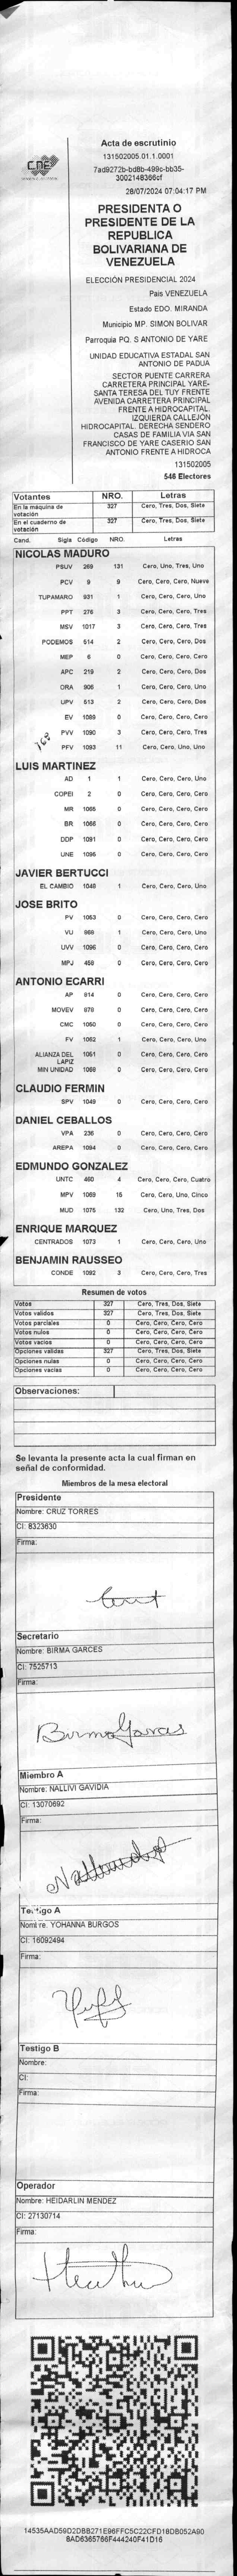 CNE
Acta de escrutinio
131502005.01.1.0001
7ad9272b-bd8b-499c-bb35-
3002148366cf
28/07/2024 07:04:17 PM
PRESIDENTA O
PRESIDENTE DE LA
REPUBLICA
BOLIVARIANA DE
VENEZUELA
ELECCIÓN PRESIDENCIAL 2024
Pais VENEZUELA
Estado EDO. MIRANDA
Municipio MP. SIMON BOLIVAR
Parroquia PQ. S ANTONIO DE YARE
UNIDAD EDUCATIVA ESTADAL SAN
ANTONIO DE PADUA
SECTOR PUENTE CARRERA
CARRETERA PRINCIPAL YARE-
SANTA TERESA DEL TUY FRENTE
AVENIDA CARRETERA PRINCIPAL
FRENTE A HIDROCAPITAL.
IZQUIERDA CALLEJÓN
HIDROCAPITAL. DERECHA SENDERO
CASAS DE FAMILIA VIA SAN
FRANCISCO DE YARE CASERIO SAN
ANTONIO FRENTE A HIDROCA
131502005
546 Electores
Votantes NRO. Letras
En la máquina de votación 327 Cero, Tres, Dos, Siete
En el cuaderno de votación 327 Cero, Tres, Dos, Siete
Cand. Sigla Código NRO. Letras
NICOLAS MADURO
PSUV 269 131 Cero, Uno, Tres, Uno
PCV 9 9 Cero, Cero, Cero, Nueve
TUPAMARO 931 1 Cero, Cero, Cero, Uno
PPT 276 3 Cero, Cero, Cero, Tres
MSV 1017 3 Cero, Cero, Cero, Tres
PODEMOS 514 2 Cero, Cero, Cero, Dos
MEP 6 0 Cero, Cero, Cero, Cero
APC 219 2 Cero, Cero, Cero, Dos
ORA 906 1 Cero, Cero, Cero, Uno
UPV 513 2 Cero, Cero, Cero, Dos
EV 1089 0 Cero, Cero, Cero, Cero
PVV 1090 3 Cero, Cero, Cero, Tres
168
PFV 1093 11 Cero, Cero, Uno, Uno
LUIS MARTINEZ
AD 1 1 Cero, Cero, Cero, Uno
COPEI 2 0 Cero, Cero, Cero, Cero
MR 1066 0 Cero, Cero, Cero, Cero
BR 1066 0 Cero, Cero, Cero, Cero
DDP 1091 0 Cero, Cero, Cero, Cero
UNE 1095 0 Cero, Cero, Cero, Cero
JAVIER BERTUCCI
EL CAMBIO 1048 1 Cero, Cero, Cero, Uno
JOSE BRITO
PV 1063 0 Cero, Cero, Cero, Cero
VU 868 1 Cero, Cero, Cero, Uno
UVV 1096 0 Cero, Cero, Cero, Cero
MPJ 458 0 Cero, Cero, Cero, Cero
ANTONIO ECARRI
AP 814 0 Cero, Cero, Cero, Cero
MOVEV 878 0 Cero, Cero, Cero, Cero
CMC 1050 0 Cero, Cero, Cero, Cero
FV 1062 1 Cero, Cero, Cero, Uno
ALIANZA DEL LAPIZ 1061 0 Cero, Cero, Cero, Cero
MIN UNIDAD 1068 0 Cero, Cero, Cero, Cero
CLAUDIO FERMIN
SPV 1049 0 Cero, Cero, Cero, Cero
DANIEL CEBALLOS
VPA 236 0 Cero, Cero, Cero, Cero
AREPA 1094 0 Cero, Cero, Cero, Cero
EDMUNDO GONZALEZ
UNTC 460 4 Cero, Cero, Cero, Cuatro
MPV 1069 15 Cero, Cero, Uno, Cinco
MUD 1075 132 Cero, Uno, Tres, Dos
ENRIQUE MARQUEZ
CENTRADOS 1073 1 Cero, Cero, Cero, Uno
BENJAMIN RAUSSEO
CONDE 1092 3 Cero, Cero, Cero, Tres
Resumen de votos
Votos 327 Cero, Tres, Dos, Siete
Votos validos 327 Cero, Tres, Dos, Siete
Votos parciales 0 Cero, Cero, Cero, Cero
Votos nulos 0 Cero, Cero, Cero, Cero
Votos vacios 0 Cero, Cero, Cero, Cero
Opciones validas 327 Cero, Tres, Dos, Siete
Opciones nulas 0 Cero, Cero, Cero, Cero
Opciones vacias 0 Cero, Cero, Cero, Cero
Observaciones:
Se levanta la presente acta la cual firman en
señal de conformidad.
Miembros de la mesa electoral
Presidente
Nombre: CRUZ TORRES
CI: 8323630
Firma:
Secretario
Nombre: BIRMA GARCES
CI: 7525713
Firma:
Birma Garces
Miembro A
Nombre: NALLIVI GAVIDIA
CI: 13070692
Firma:
Testigo A
Nombre: YOHANNA BURGOS
CI: 16092494
Firma:
Testigo B
Nombre:
CI:
Firma:
Operador
Nombre: HEIDARLIN MENDEZ
CI: 27130714
Firma:
14535AAD59D2DBB271E96FFC5C22CFD18DB052A90
8AD6365766F444240F41D16